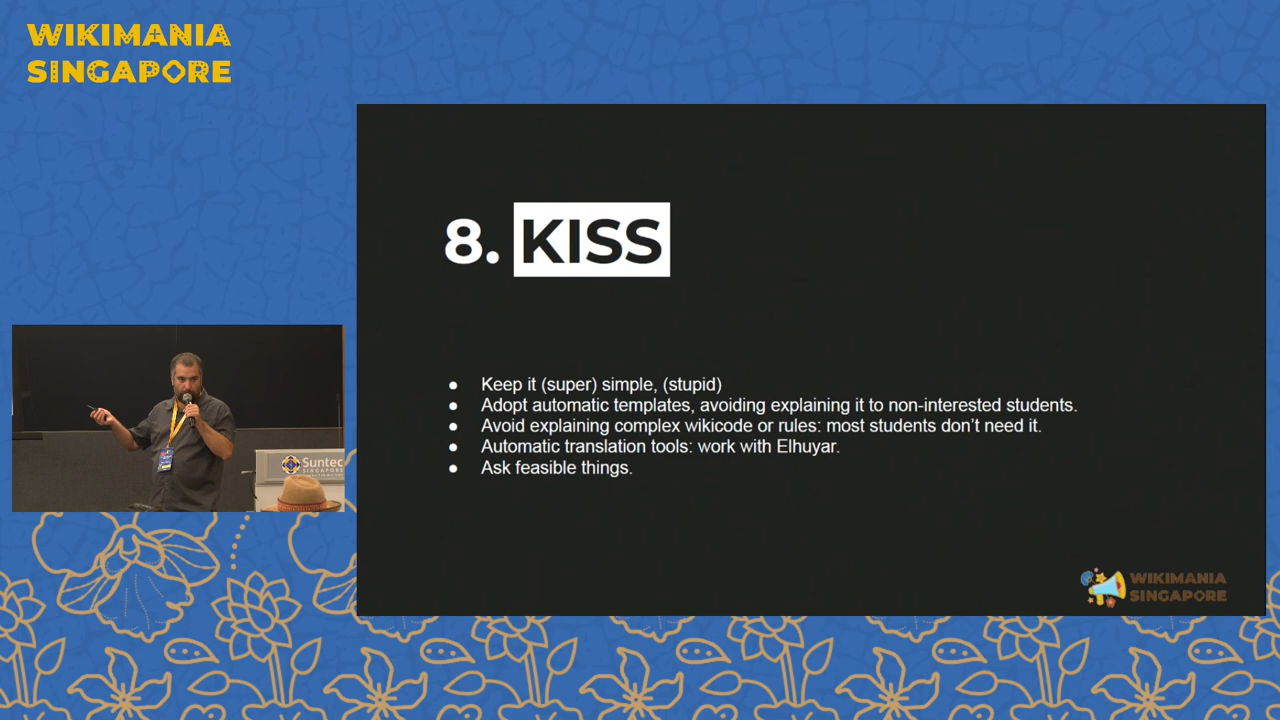 WIKIMANIA
SINGAPORE
8. KISS
● Keep it (super) simple, (stupid)
● Adopt automatic templates, avoiding explaining it to non-interested students.
● Avoid explaining complex wikicode or rules: most students don’t need it.
● Automatic translation tools: work with Elhuyar.
● Ask feasible things.
Suntec
SINGAPORE
WIKIMANIA
SINGAPORE